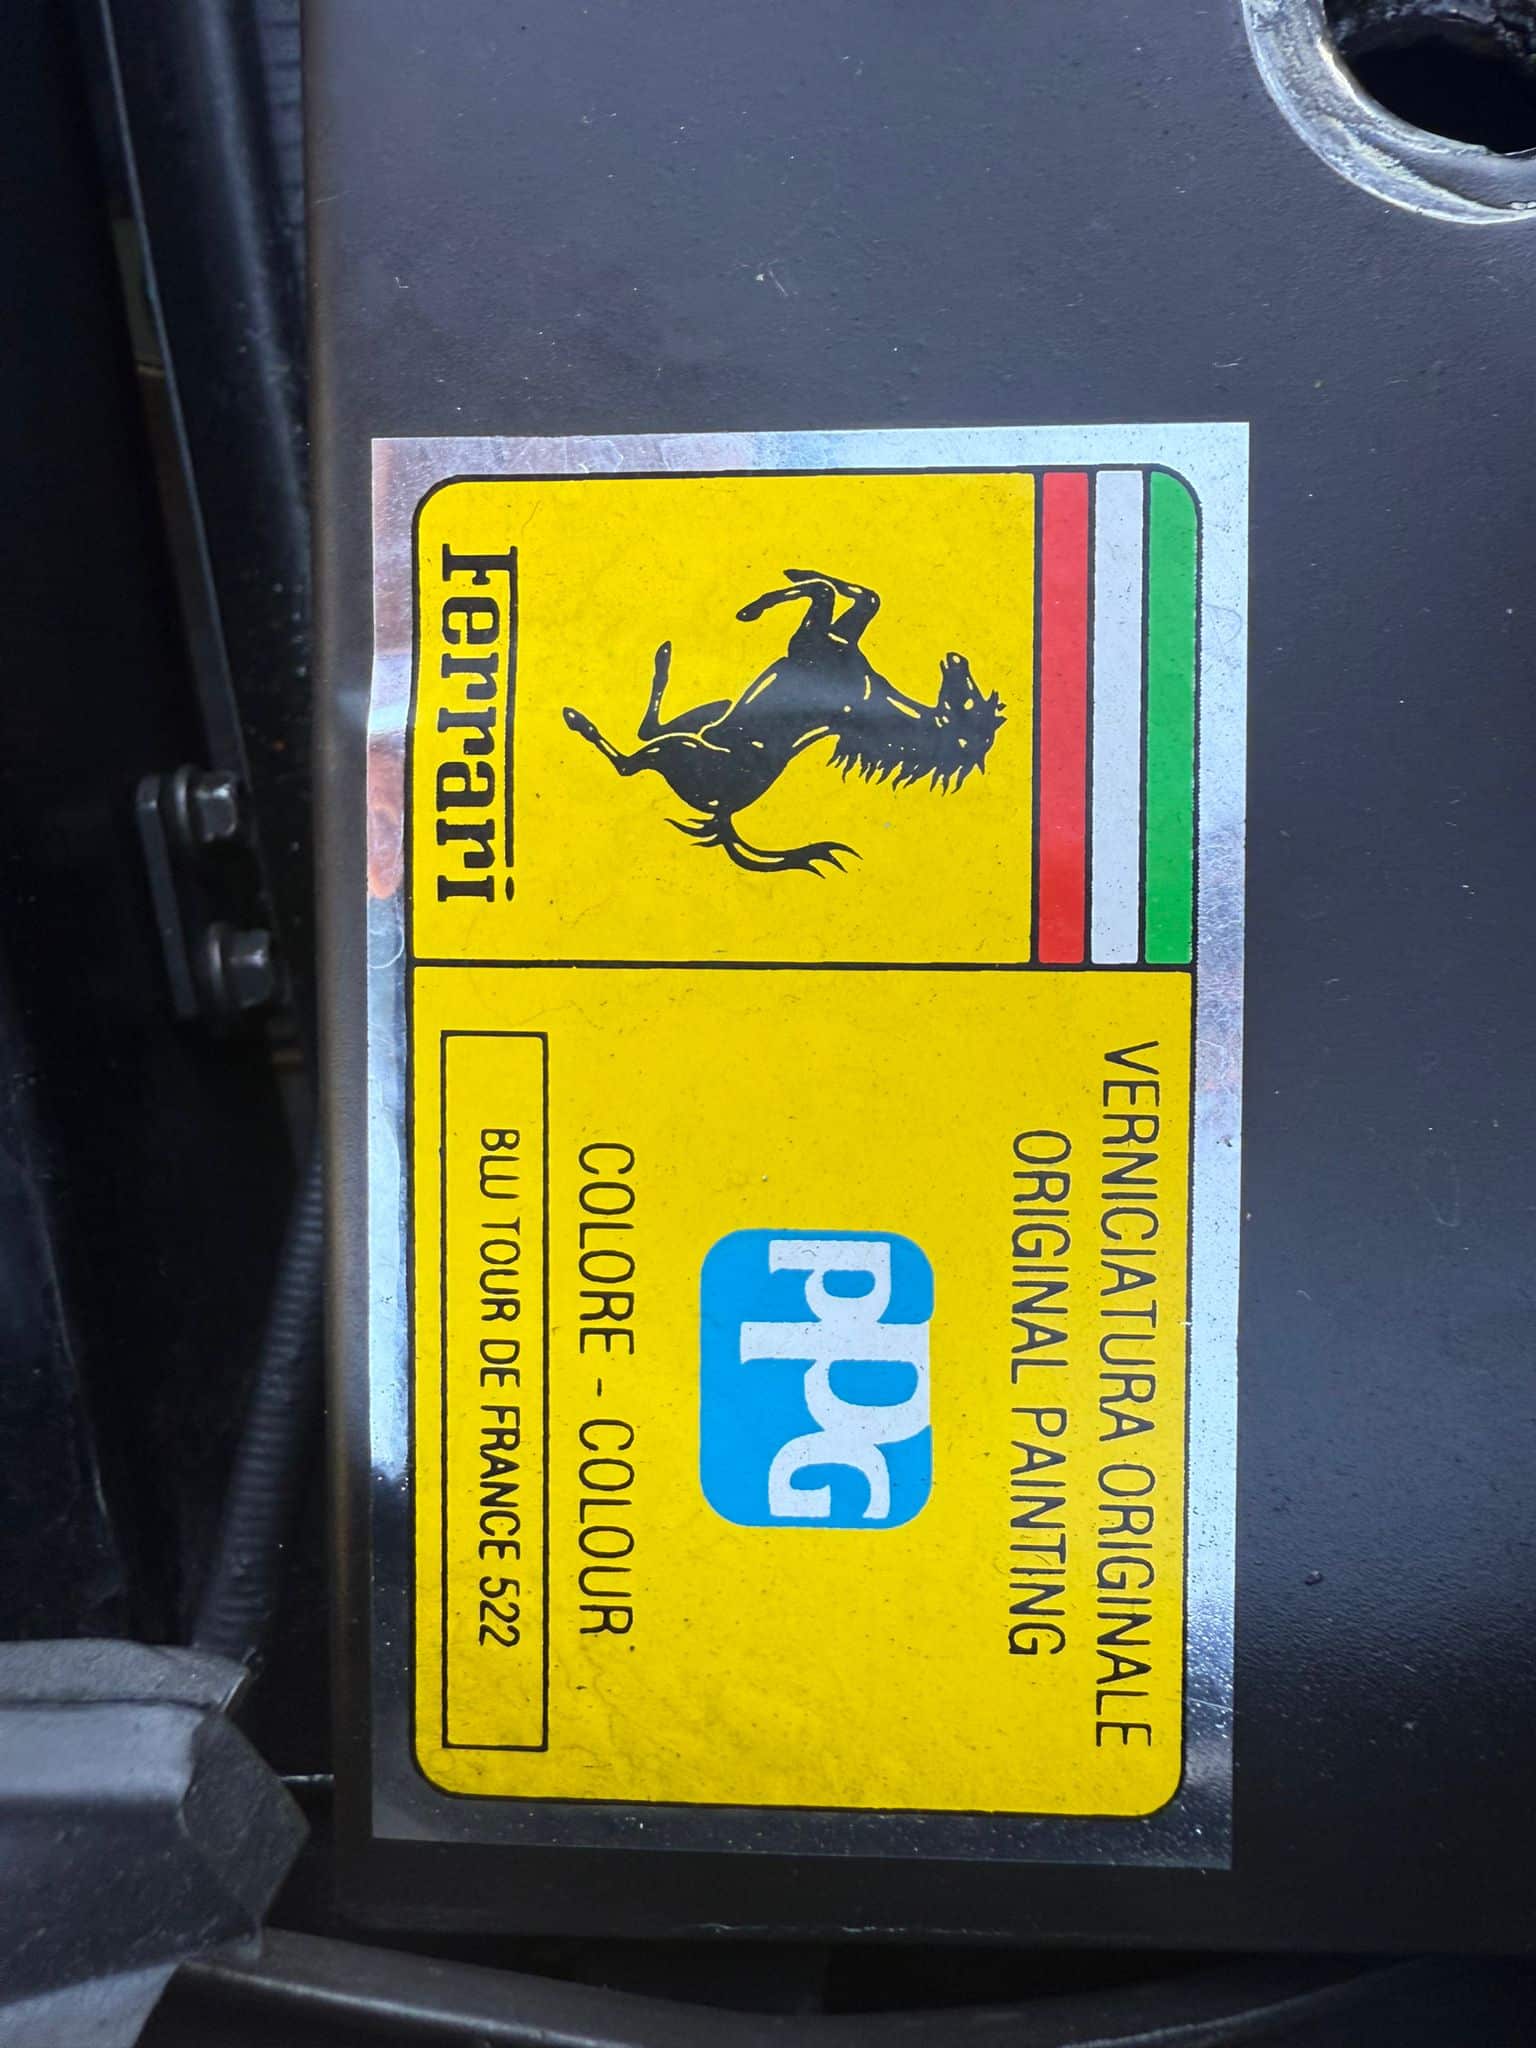 Ferrari
VERNICIATURA ORIGINALE
ORIGINAL PAINTING
PPG
COLORE - COLOUR
BLU TOUR DE FRANCE 522